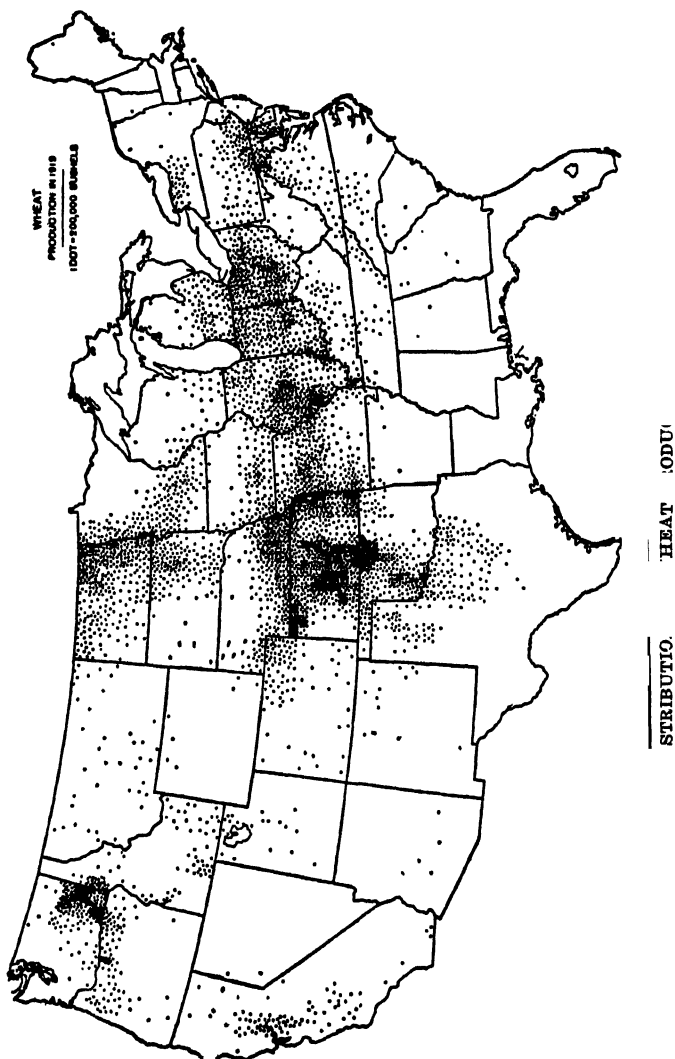 WHEAT
PRODUCTION IN 1919
1 DOT = 200,000 BUSHELS
STRIBUTIO
HEAT
ODU